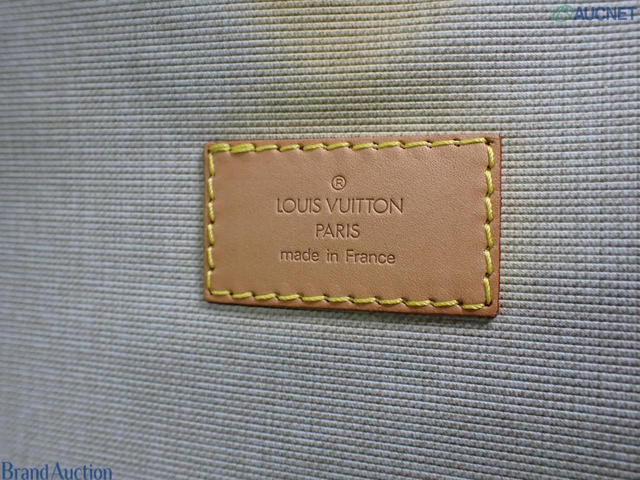 AUCNET
®
LOUIS VUITTON
PARIS
made in France
Brand Auction